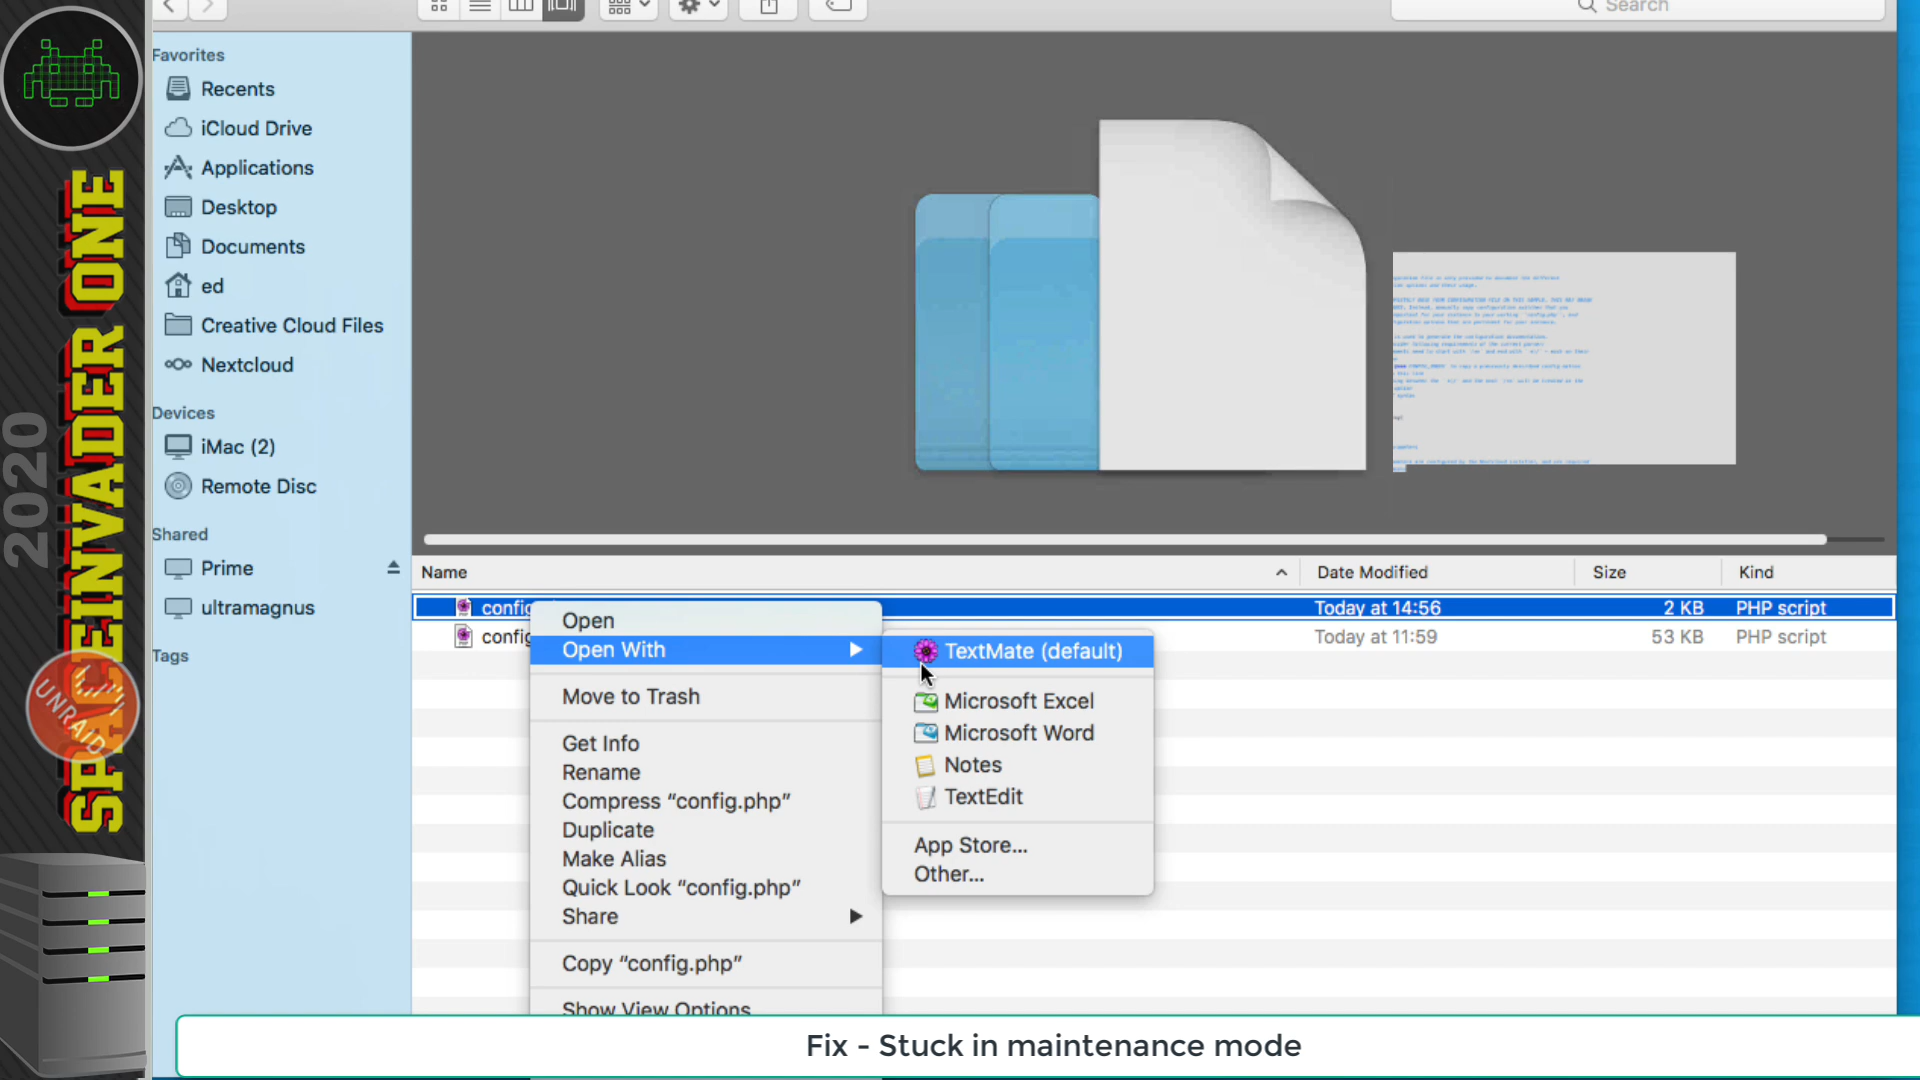 Search
Favorites
Recents
iCloud Drive
Applications
Desktop
Documents
ed
Creative Cloud Files
Nextcloud
Devices
iMac (2)
Remote Disc
Shared
Prime
ultramagnus
Tags
2020
SPACEINVADER ONE
UNRAID
Name Date Modified Size Kind
config Today at 14:56 2 KB PHP script
config Today at 11:59 53 KB PHP script
Open
Open With
Move to Trash
Get Info
Rename
Compress “config.php”
Duplicate
Make Alias
Quick Look “config.php”
Share
Copy “config.php”
Show View Options
TextMate (default)
Microsoft Excel
Microsoft Word
Notes
TextEdit
App Store...
Other...
Fix - Stuck in maintenance mode